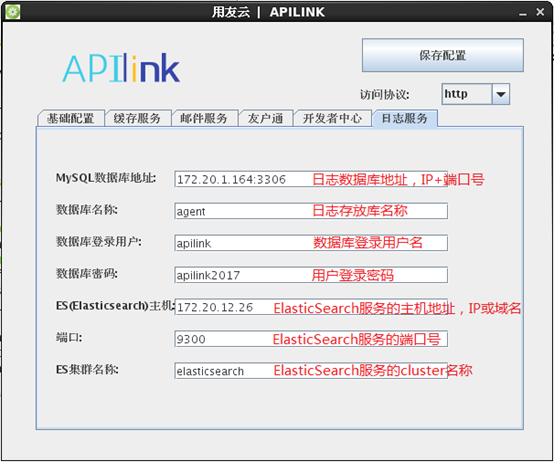 用友云 | APILINK
APIlink
保存配置
访问协议: http
基础配置 缓存服务 邮件服务 友户通 开发者中心 日志服务
MySQL数据库地址: 172.20.1.164:3306 日志数据库地址，IP+端口号
数据库名称: agent 日志存放库名称
数据库登录用户: apilink 数据库登录用户名
数据库密码: apilink2017 用户登录密码
ES(Elasticsearch)主机: 172.20.12.26 ElasticSearch服务的主机地址，IP或域名
端口: 9300 ElasticSearch服务的端口号
ES集群名称: elasticsearch ElasticSearch服务的cluster名称